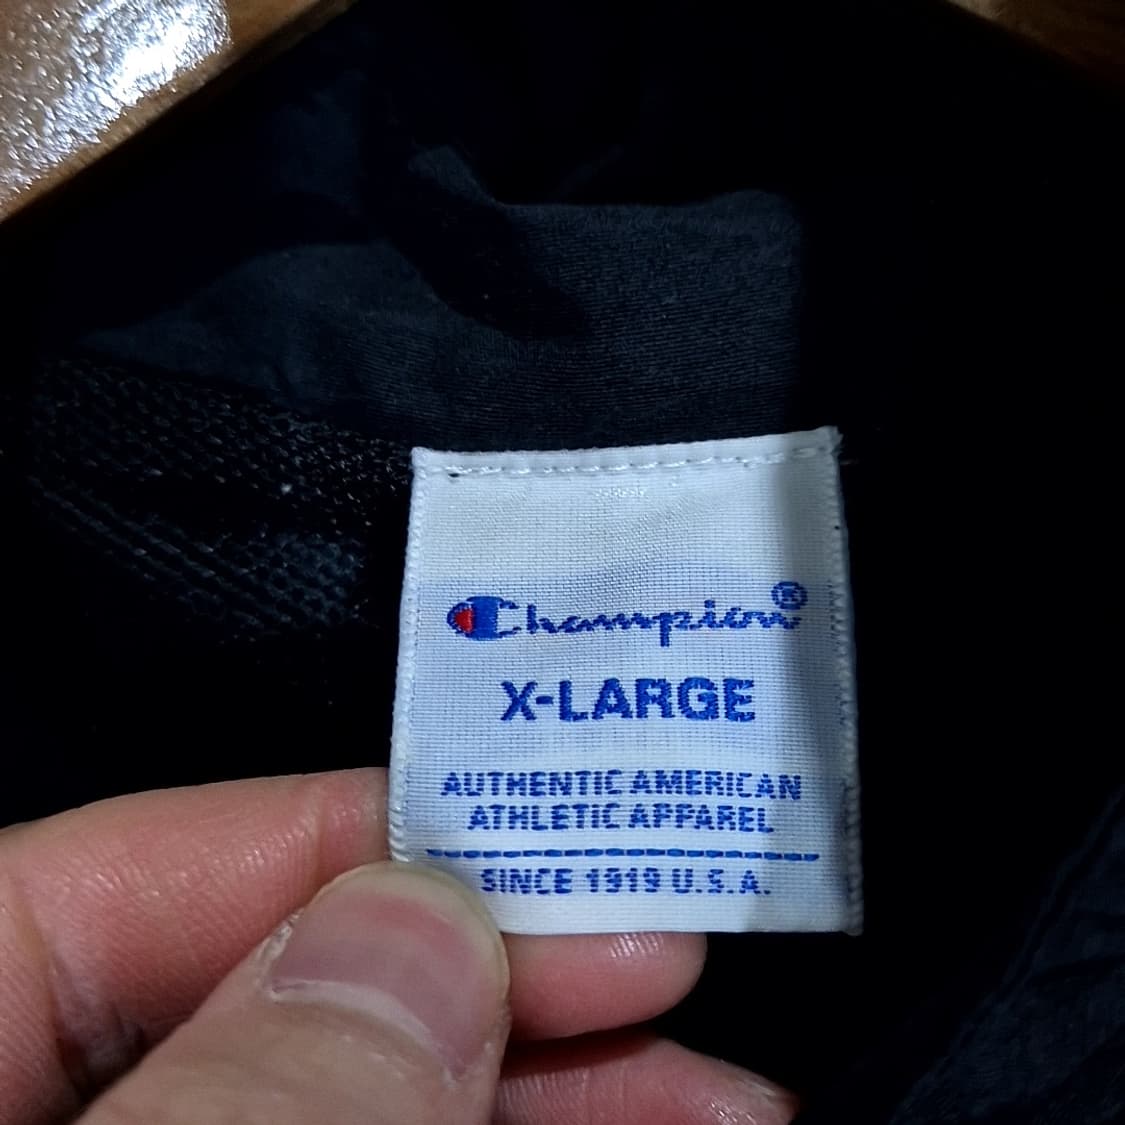 Champion®
X-LARGE
AUTHENTIC AMERICAN
ATHLETIC APPAREL
SINCE 1919 U.S.A.